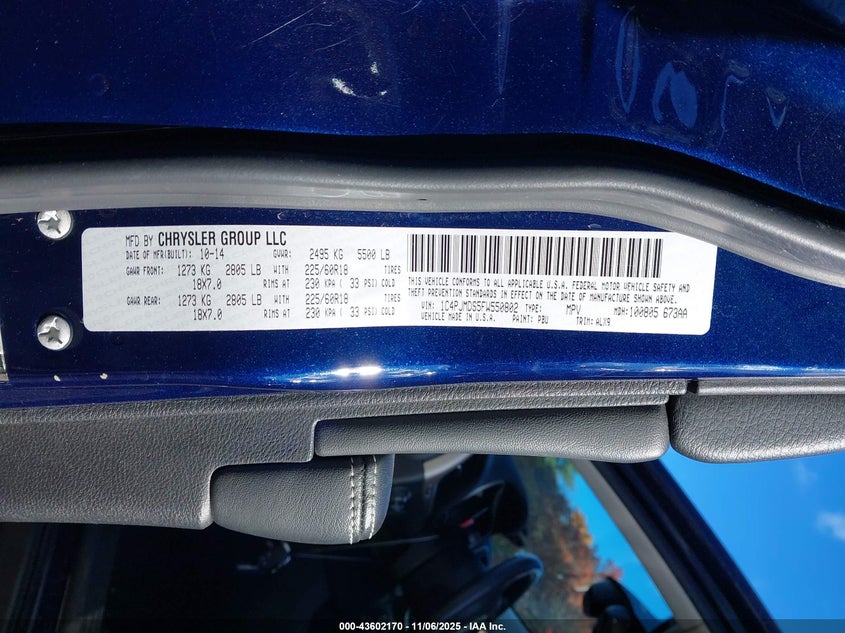 MFD BY CHRYSLER GROUP LLC
DATE OF MFR(BUILT): 10-14 GVWR: 2495 KG 5500 LB
GAWR FRONT: 1273 KG 2805 LB WITH 225/60R18 TIRES
18X7.0 RIMS AT 230 KPA ( 33 PSI) COLD
GAWR REAR: 1273 KG 2805 LB WITH 225/60R18 TIRES
18X7.0 RIMS AT 230 KPA ( 33 PSI) COLD
THIS VEHICLE CONFORMS TO ALL APPLICABLE U.S.A. FEDERAL MOTOR VEHICLE SAFETY AND
THEFT PREVENTION STANDARDS IN EFFECT ON THE DATE OF MANUFACTURE SHOWN ABOVE.
VIN: 1C4PJMDS5FW550802 TYPE: MPV MDH:100805 673AA
VEHICLE MADE IN U.S.A. PAINT: PBU TRIM: ALX9
000-43602170 - 11/06/2025 - IAA Inc.